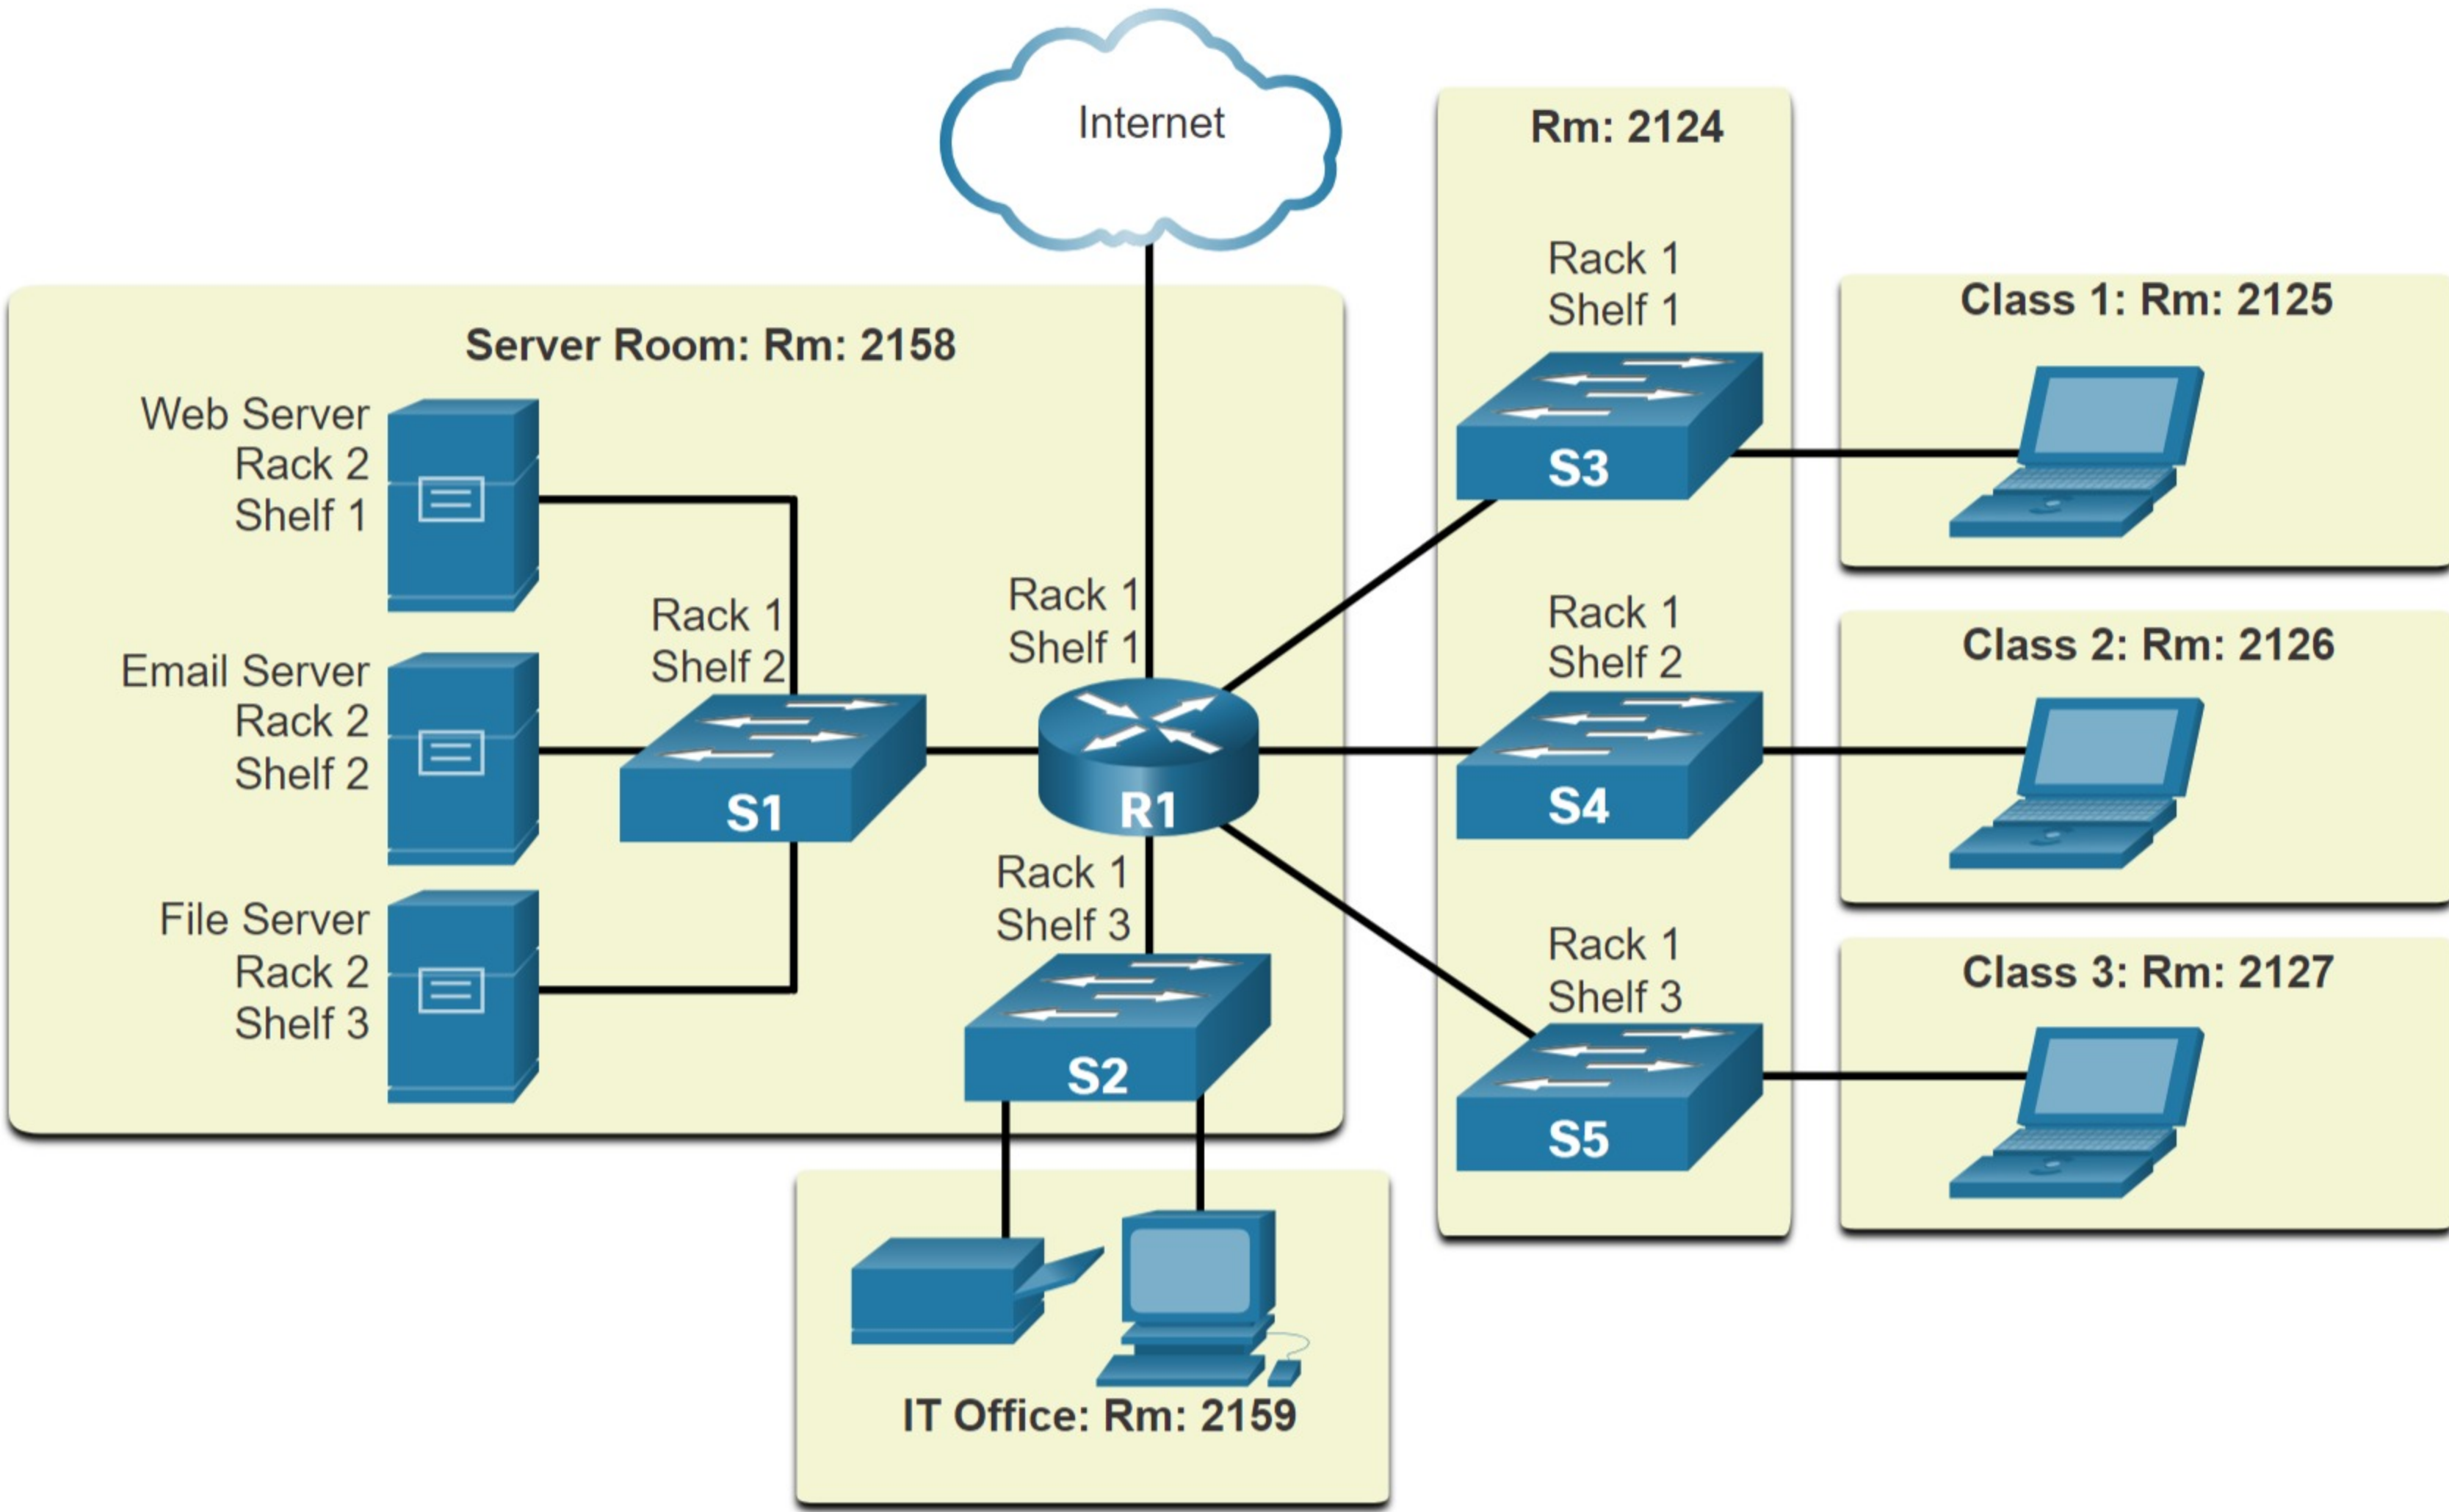 Internet
Server Room: Rm: 2158
Web Server
Rack 2
Shelf 1
Email Server
Rack 2
Shelf 2
File Server
Rack 2
Shelf 3
Rack 1
Shelf 2
S1
Rack 1
Shelf 1
R1
Rack 1
Shelf 3
S2
IT Office: Rm: 2159
Rm: 2124
Rack 1
Shelf 1
S3
Rack 1
Shelf 2
S4
Rack 1
Shelf 3
S5
Class 1: Rm: 2125
Class 2: Rm: 2126
Class 3: Rm: 2127